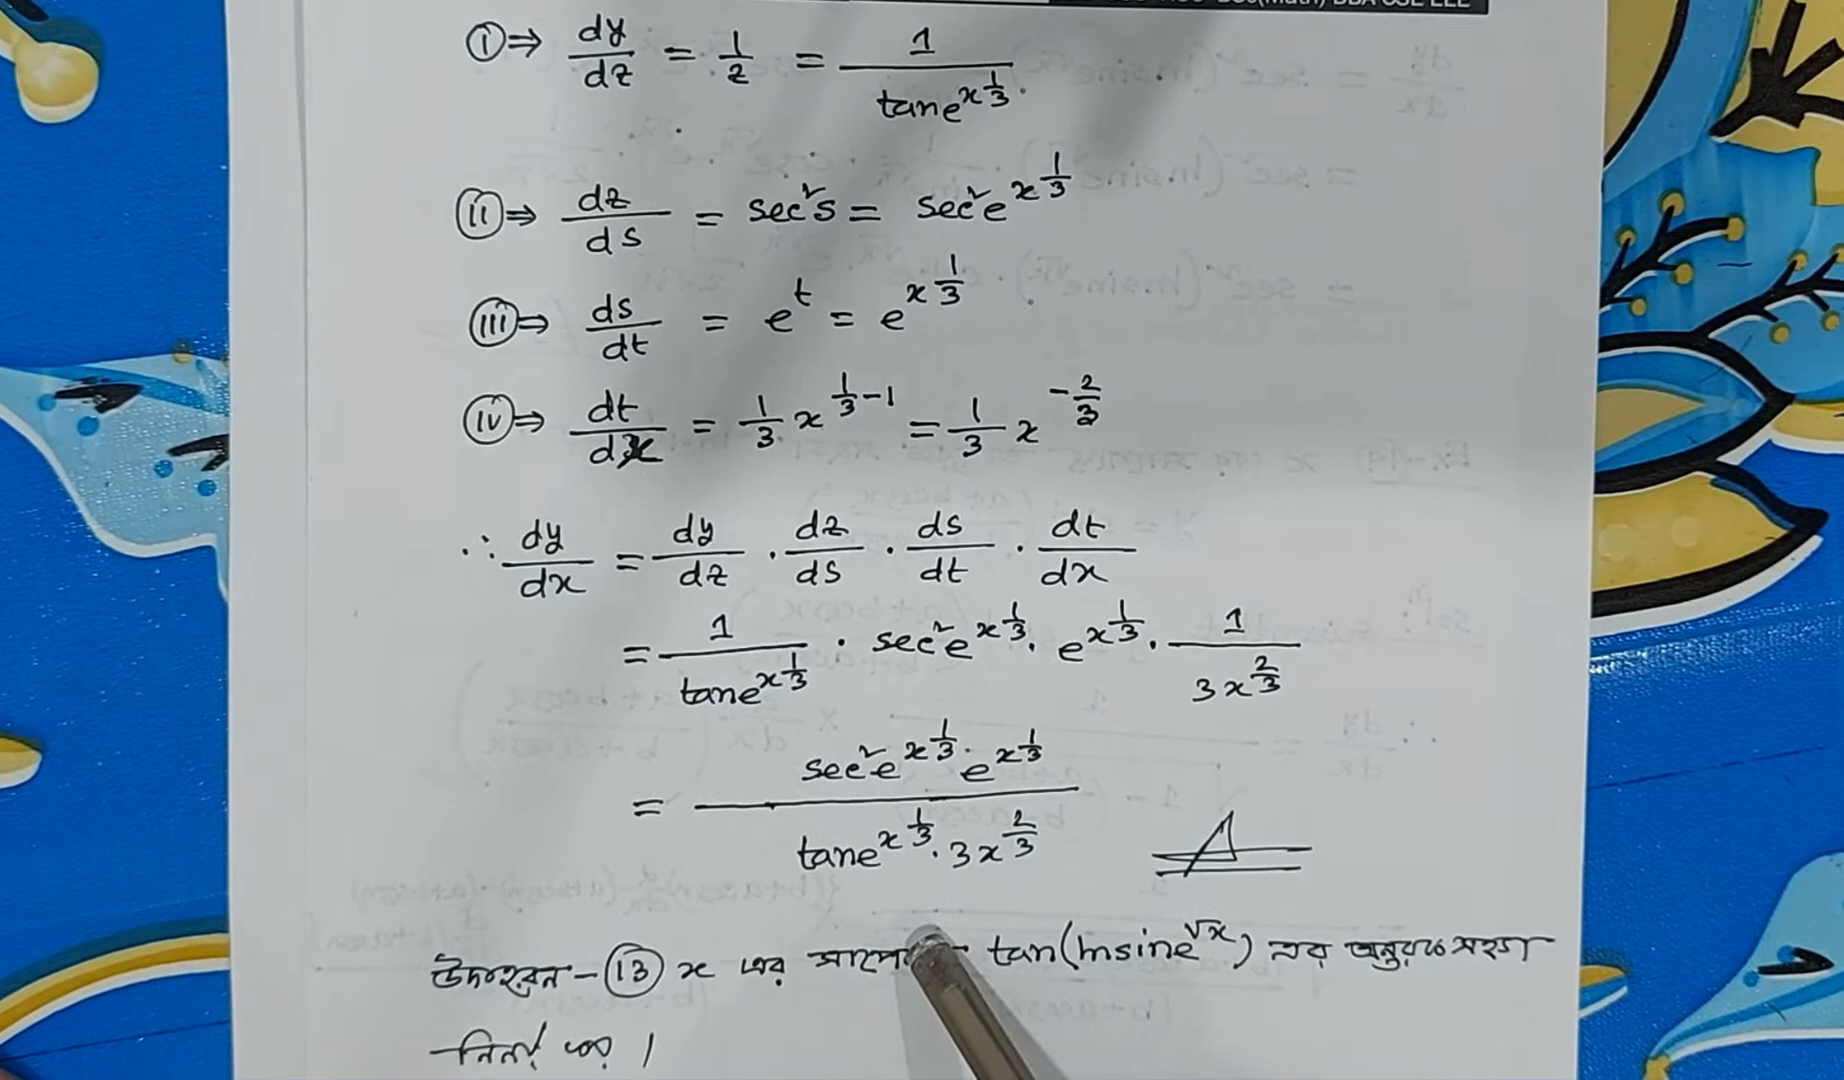 (i) ⇒ dy/dz = 1/z = 1/(tan e^(x^(1/3)))
(ii) ⇒ dz/ds = sec²s = sec² e^(x^(1/3))
(iii) ⇒ ds/dt = e^t = e^(x^(1/3))
(iv) ⇒ dt/dx = 1/3 x^(1/3 - 1) = 1/3 x^(-2/3)
∴ dy/dx = dy/dz · dz/ds · ds/dt · dt/dx
= 1/(tan e^(x^(1/3))) · sec² e^(x^(1/3)) · e^(x^(1/3)) · 1/(3x^(2/3))
= (sec² e^(x^(1/3)) · e^(x^(1/3)))/(tan e^(x^(1/3)) · 3x^(2/3))
উদাহরন - (13) x এর tan(ln sin e^(√x)) এর অন্তরক সহগ
নির্ণয় কর ।